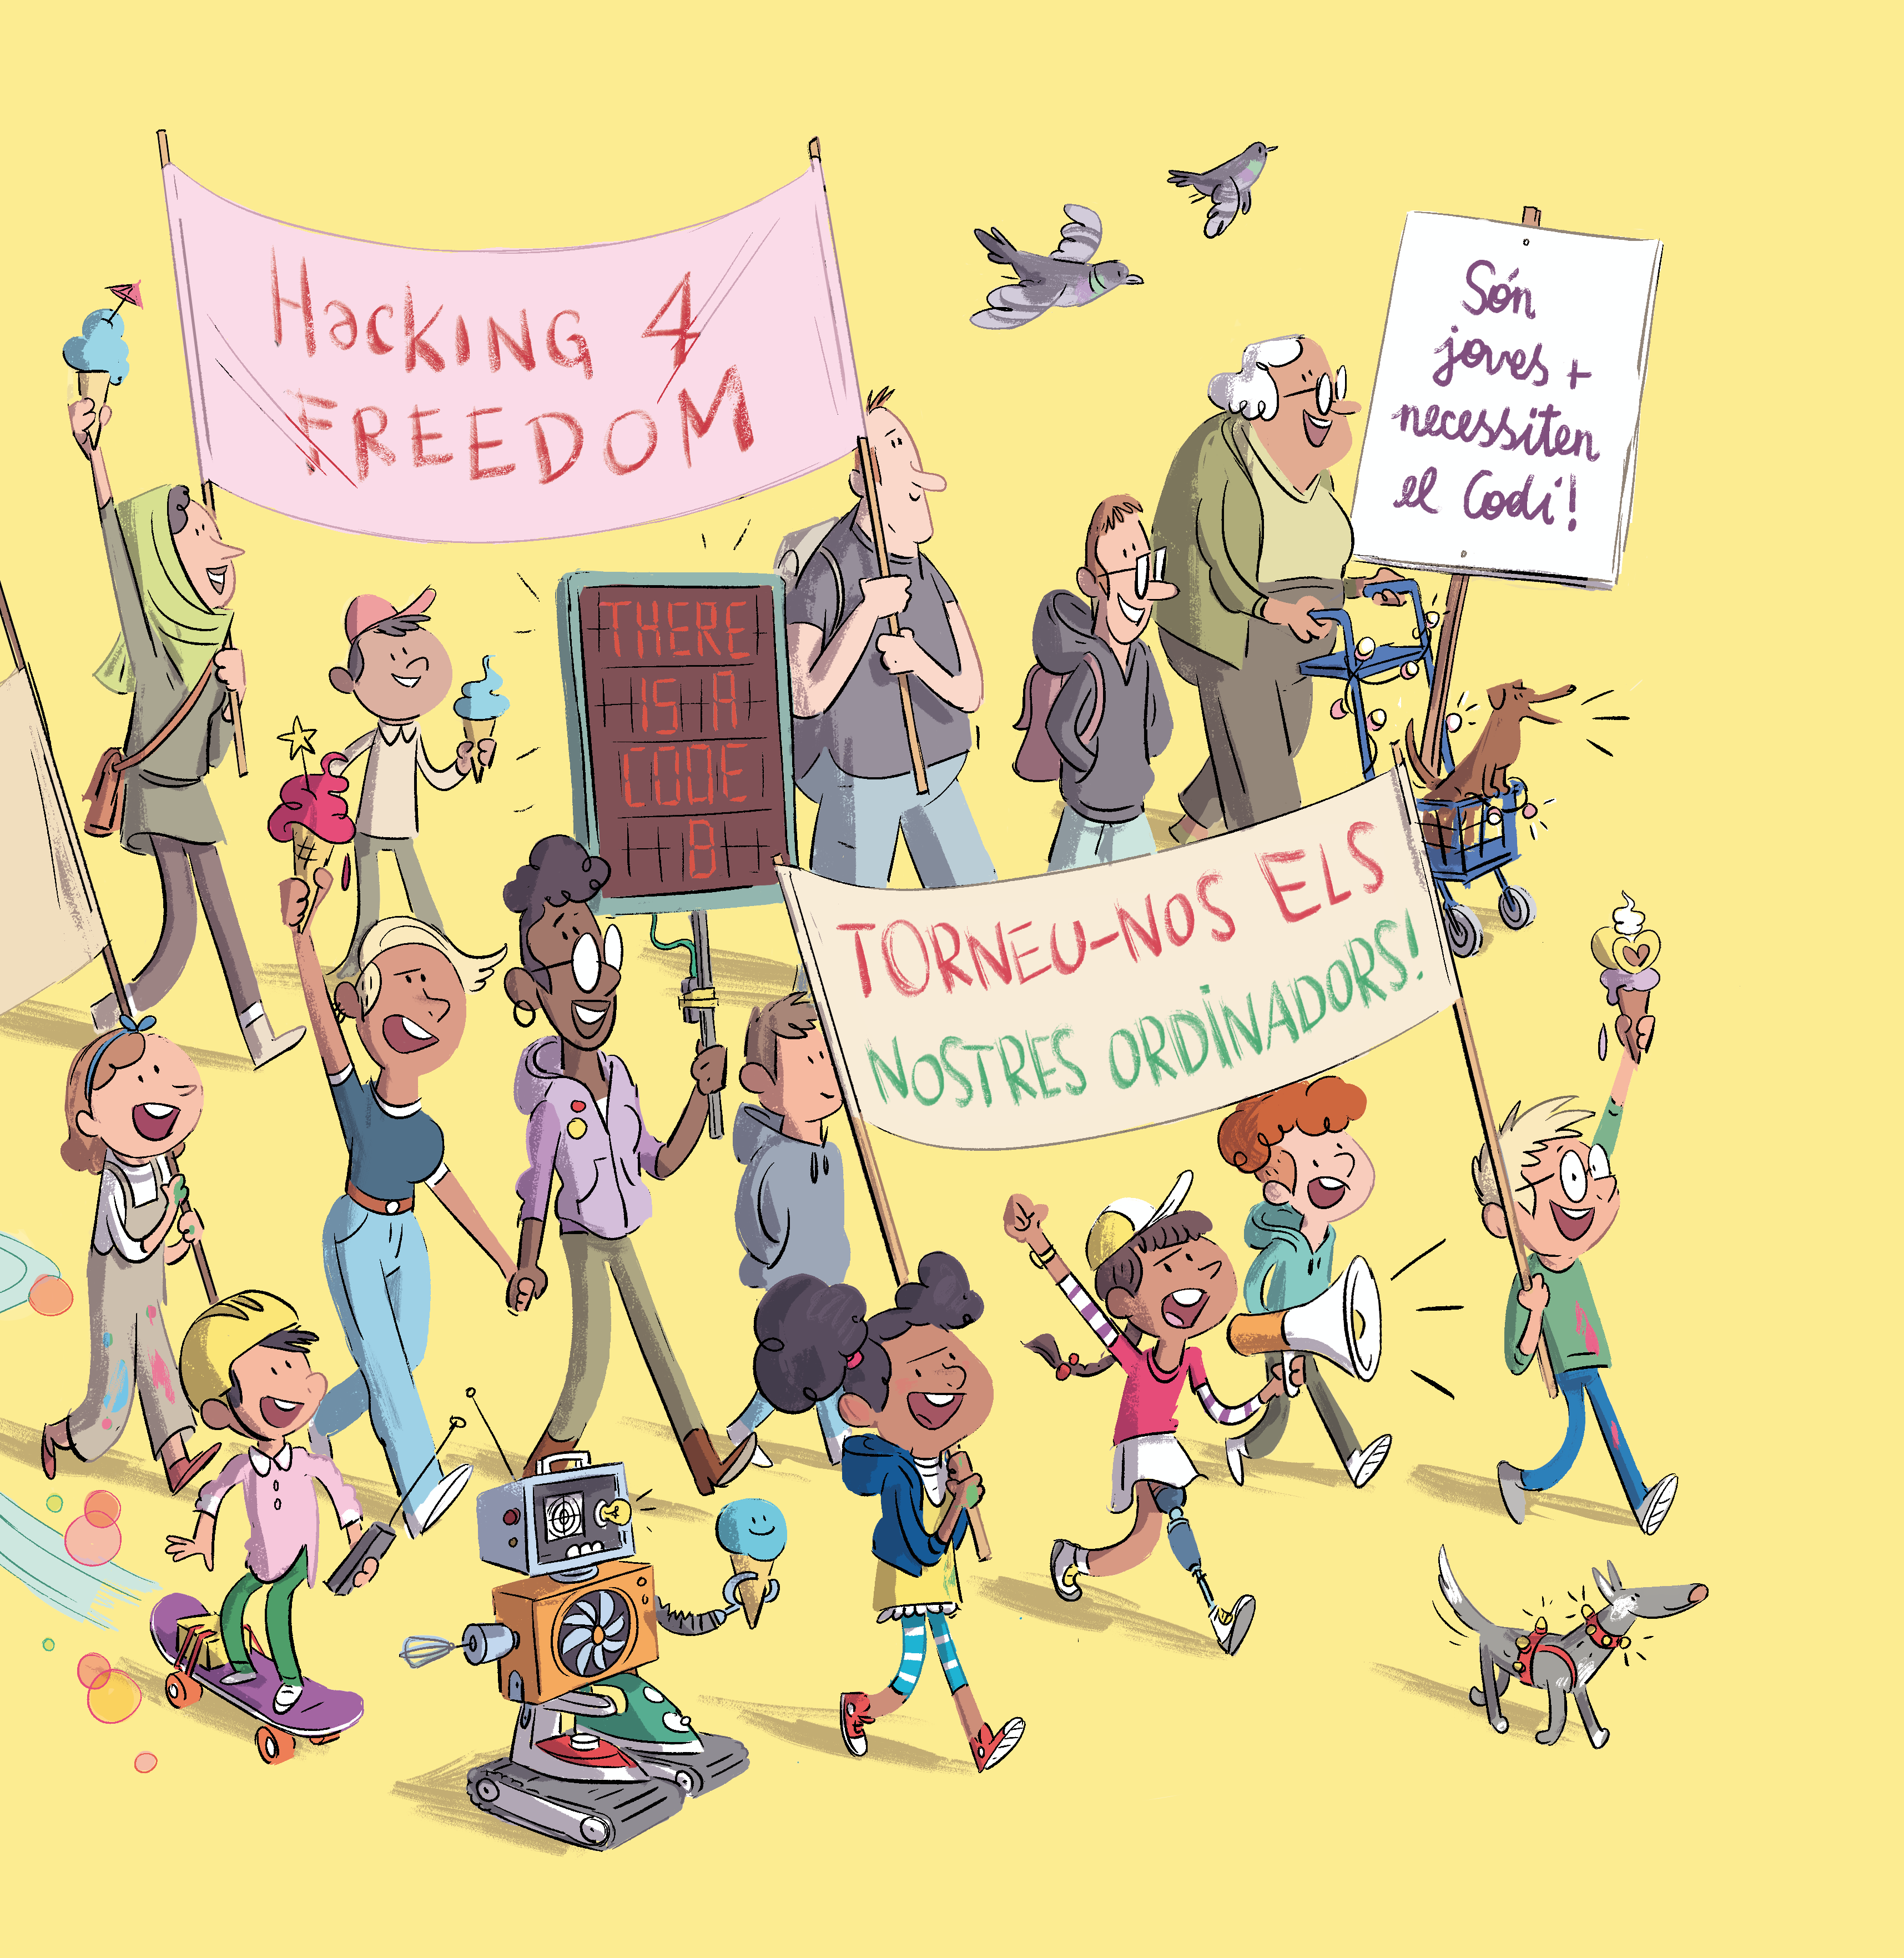 HacKING 4
FREEDOM
Són
joves +
necessiten
el Codi!
THERE
IS A
CODE
B
TORNEU-NOS ELS
NOSTRES ORDINADORS!